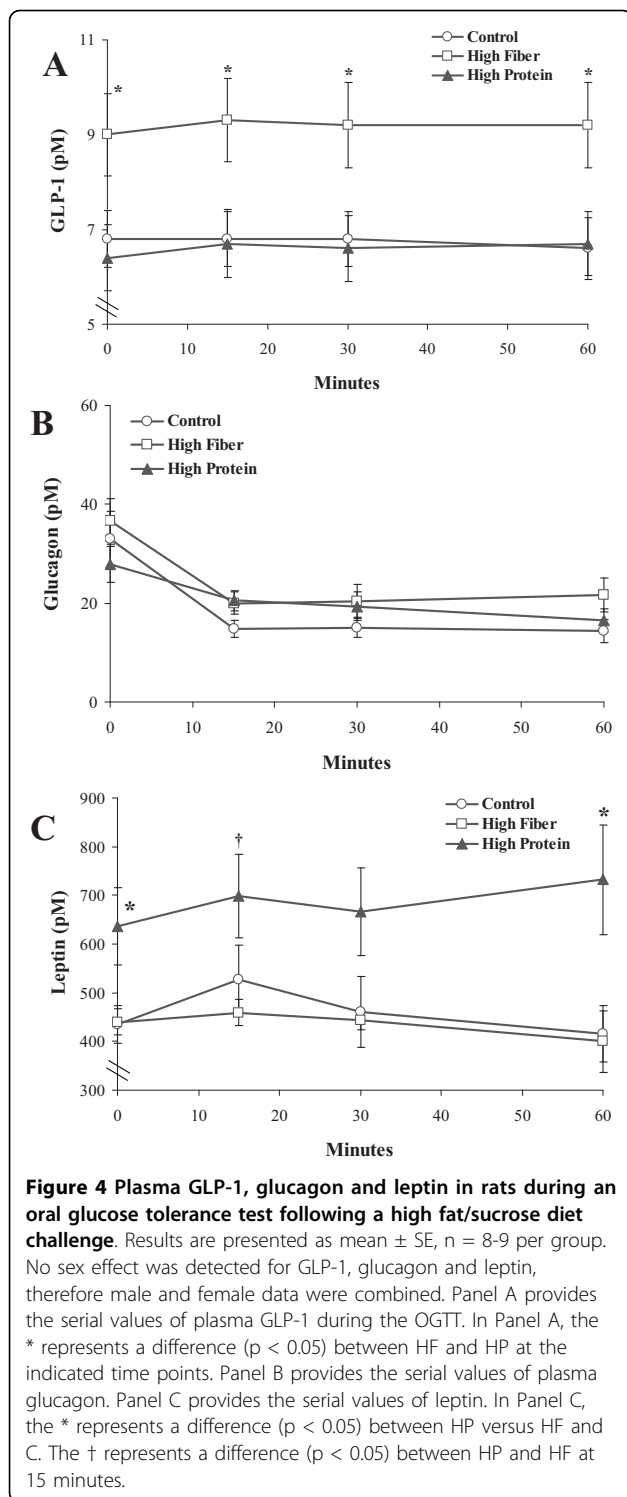 A
11
9
7
5
GLP-1 (pM)
Control
High Fiber
High Protein
*
*
*
*
0 10 20 30 40 50 60
Minutes
B
60
40
20
0
Glucagon (pM)
Control
High Fiber
High Protein
0 10 20 30 40 50 60
Minutes
C
900
800
700
600
500
400
300
Leptin (pM)
Control
High Fiber
High Protein
*
†
*
0 10 20 30 40 50 60
Minutes
Figure 4 Plasma GLP-1, glucagon and leptin in rats during an
oral glucose tolerance test following a high fat/sucrose diet
challenge. Results are presented as mean ± SE, n = 8-9 per group.
No sex effect was detected for GLP-1, glucagon and leptin,
therefore male and female data were combined. Panel A provides
the serial values of plasma GLP-1 during the OGTT. In Panel A, the
* represents a difference (p < 0.05) between HF and HP at the
indicated time points. Panel B provides the serial values of plasma
glucagon. Panel C provides the serial values of leptin. In Panel C,
the * represents a difference (p < 0.05) between HP versus HF and
C. The † represents a difference (p < 0.05) between HP and HF at
15 minutes.